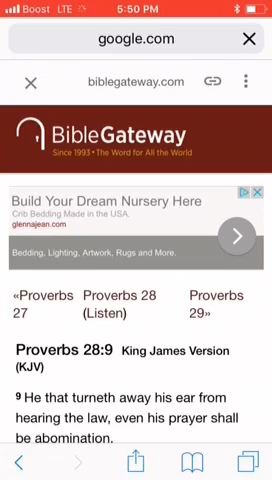 Boost LTE 5:50 PM
google.com
biblegateway.com
BibleGateway
Since 1993 • The Word for All the World
Build Your Dream Nursery Here
Crib Bedding Made in the USA.
glennajean.com
Bedding, Lighting, Artwork, Rugs and More.
«Proverbs 27 Proverbs 28 (Listen) Proverbs 29»
Proverbs 28:9 King James Version
(KJV)
9 He that turneth away his ear from
hearing the law, even his prayer shall
be abomination.